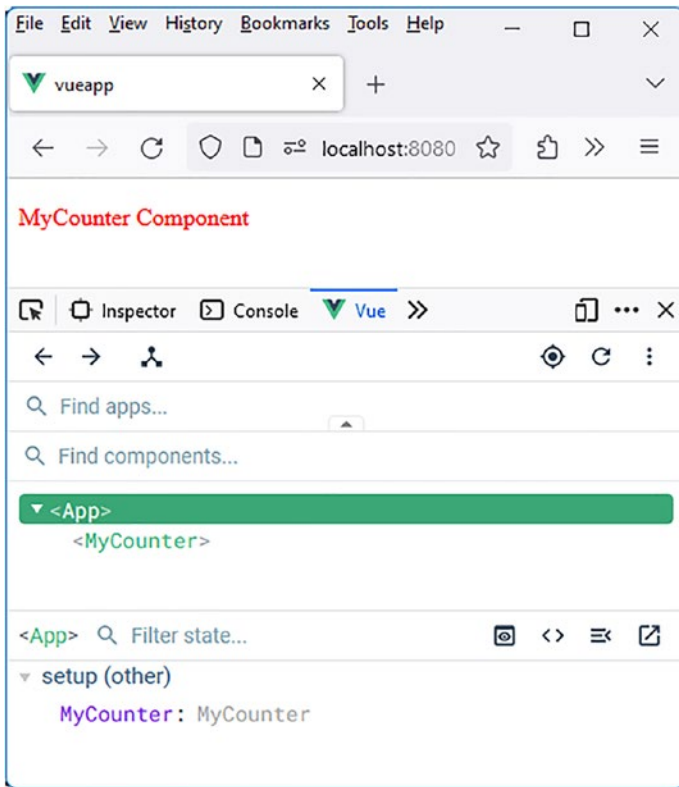 File Edit View History Bookmarks Tools Help
vueapp
localhost:8080
MyCounter Component
Inspector Console Vue
Find apps...
Find components...
<App>
<MyCounter>
<App> Filter state...
setup (other)
MyCounter: MyCounter